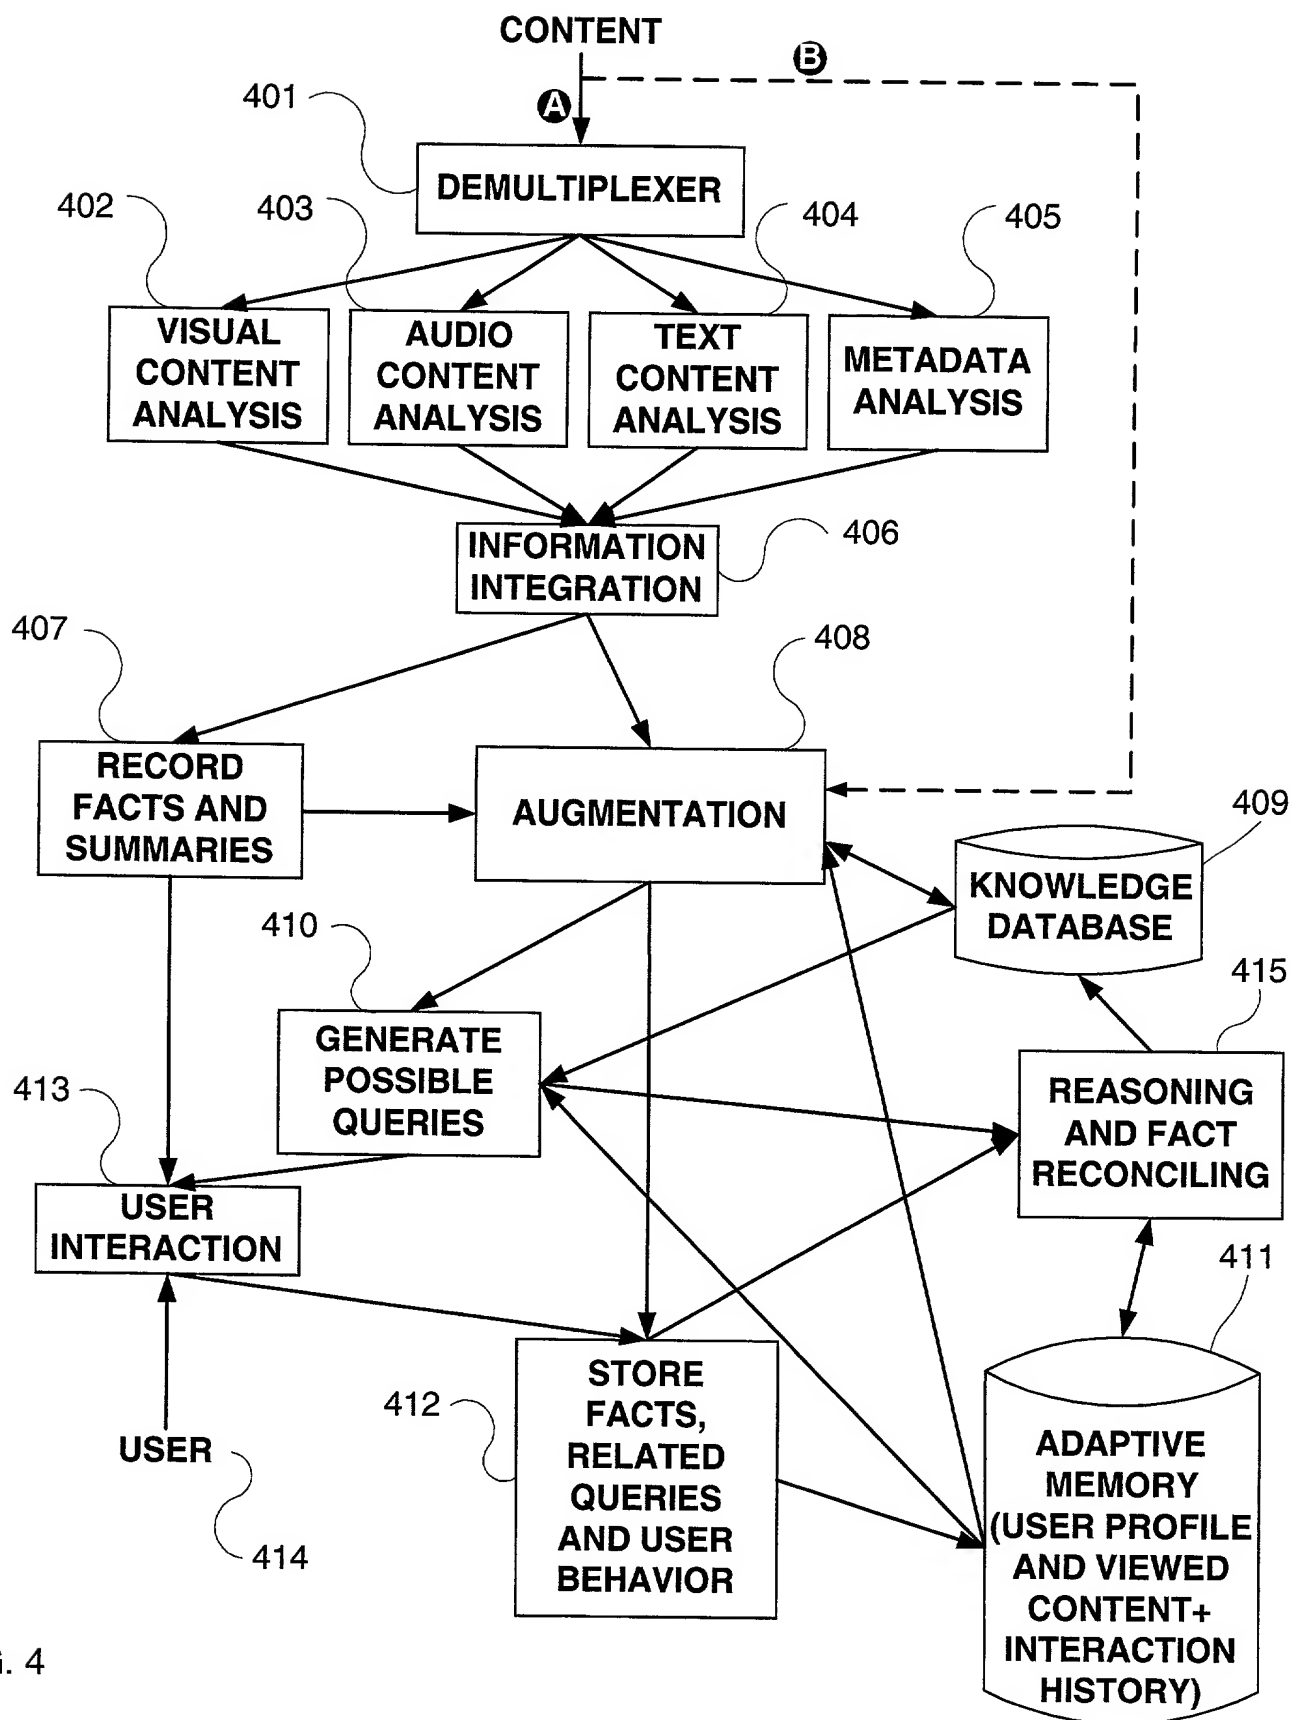 CONTENT
B
A
401
DEMULTIPLEXER
402
403
404
405
VISUAL
CONTENT
ANALYSIS
AUDIO
CONTENT
ANALYSIS
TEXT
CONTENT
ANALYSIS
METADATA
ANALYSIS
INFORMATION
INTEGRATION
406
407
408
RECORD
FACTS AND
SUMMARIES
AUGMENTATION
409
KNOWLEDGE
DATABASE
410
415
GENERATE
POSSIBLE
QUERIES
REASONING
AND FACT
RECONCILING
413
USER
INTERACTION
411
USER
414
412
STORE
FACTS,
RELATED
QUERIES
AND USER
BEHAVIOR
ADAPTIVE
MEMORY
(USER PROFILE
AND VIEWED
CONTENT+
INTERACTION
HISTORY)
. 4